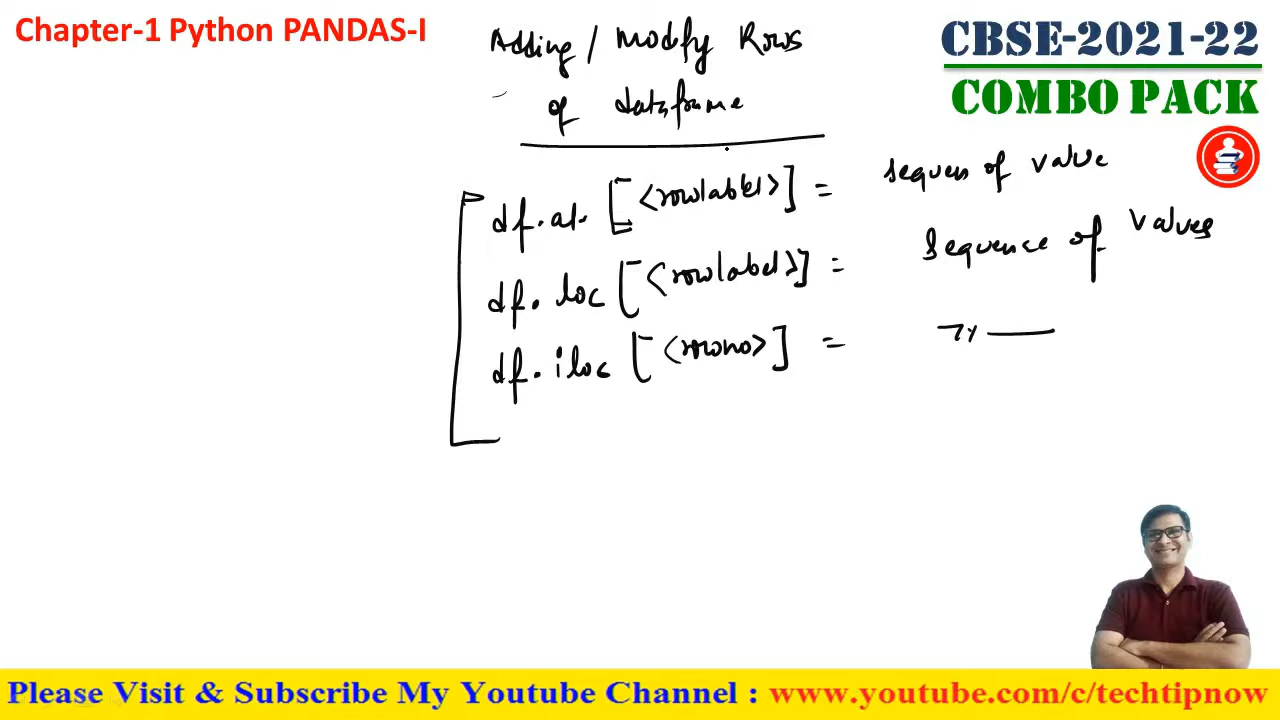 Chapter-1 Python PANDAS-I
Adding / Modify Rows
of dataframe
CBSE-2021-22
COMBO PACK
df.at [<rowlabel>] = sequen of value
df.loc [<rowlabel>] = sequence of values
df.iloc [<rowno>] =
Please Visit & Subscribe My Youtube Channel : www.youtube.com/c/techtipnow